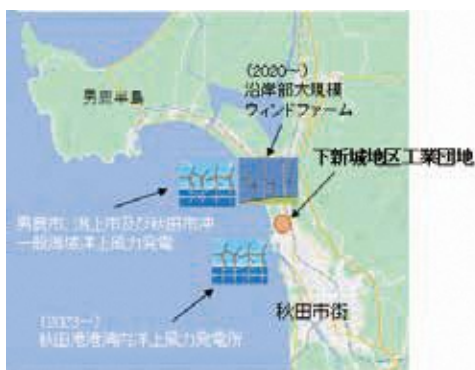 (2020~)
沿岸部大規模
ウィンドファーム
男鹿半島
下新城地区工業団地
男鹿市、潟上市及び秋田市沖
一般海域洋上風力発電
秋田市街
(2023~)
秋田港港湾内洋上風力発電所